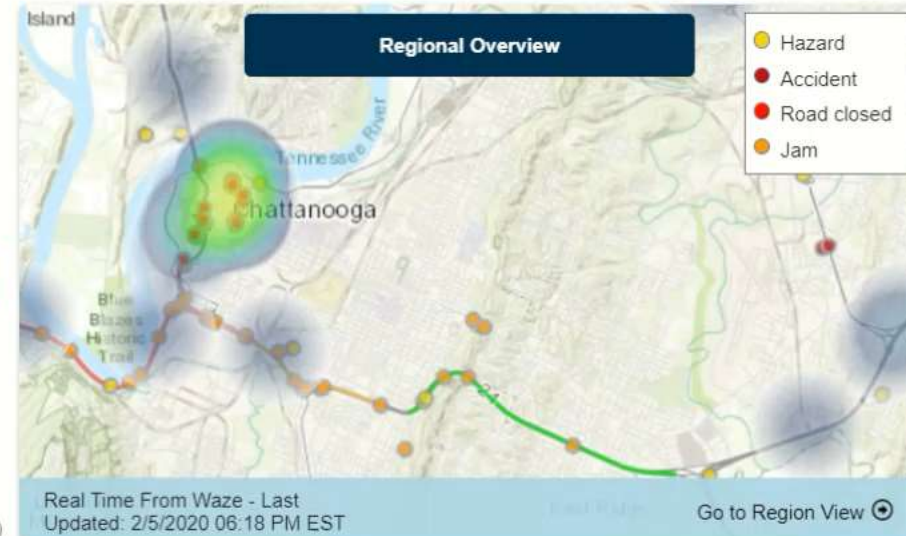 Island
Regional Overview
Hazard
Accident
Road closed
Jam
Tennessee River
Chattanooga
Blue
Blazes
Historic
Trail
Real Time From Waze - Last
Updated: 2/5/2020 06:18 PM EST
Go to Region View